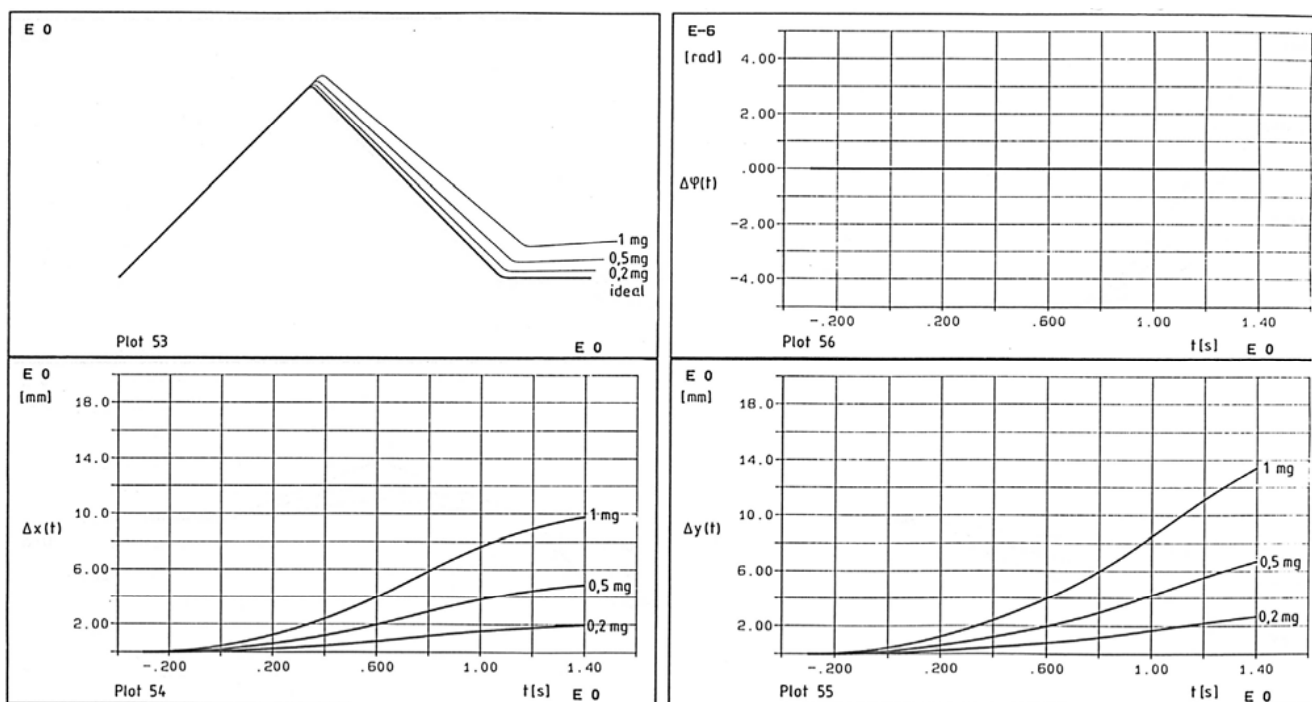 E 0
1 mg
0,5mg
0,2mg
ideal
Plot 53
E 0
E-6
[rad]
4.00
2.00
.000
Δψ(t)
-2.00
-4.00
-.200 .200 .600 1.00 1.40
Plot 56
t[s] E 0
E 0
[mm]
18.0
14.0
10.0
Δx(t)
6.00
2.00
1 mg
0,5 mg
0,2 mg
-.200 .200 .600 1.00 1.40
Plot 54
t[s] E 0
E 0
[mm]
18.0
14.0
10.0
Δy(t)
6.00
2.00
1 mg
0,5 mg
0,2 mg
-.200 .200 .600 1.00 1.40
Plot 55
t[s] E 0